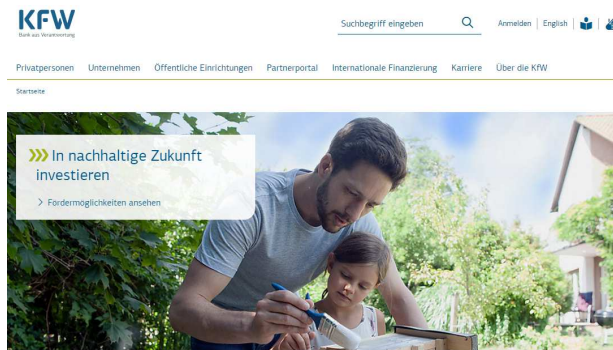 KFW
Bank aus Verantwortung
Suchbegriff eingeben
Anmelden | English |
Privatpersonen Unternehmen Öffentliche Einrichtungen Partnerportal Internationale Finanzierung Karriere Über die KfW
Startseite
In nachhaltige Zukunft
investieren
Fördermöglichkeiten ansehen